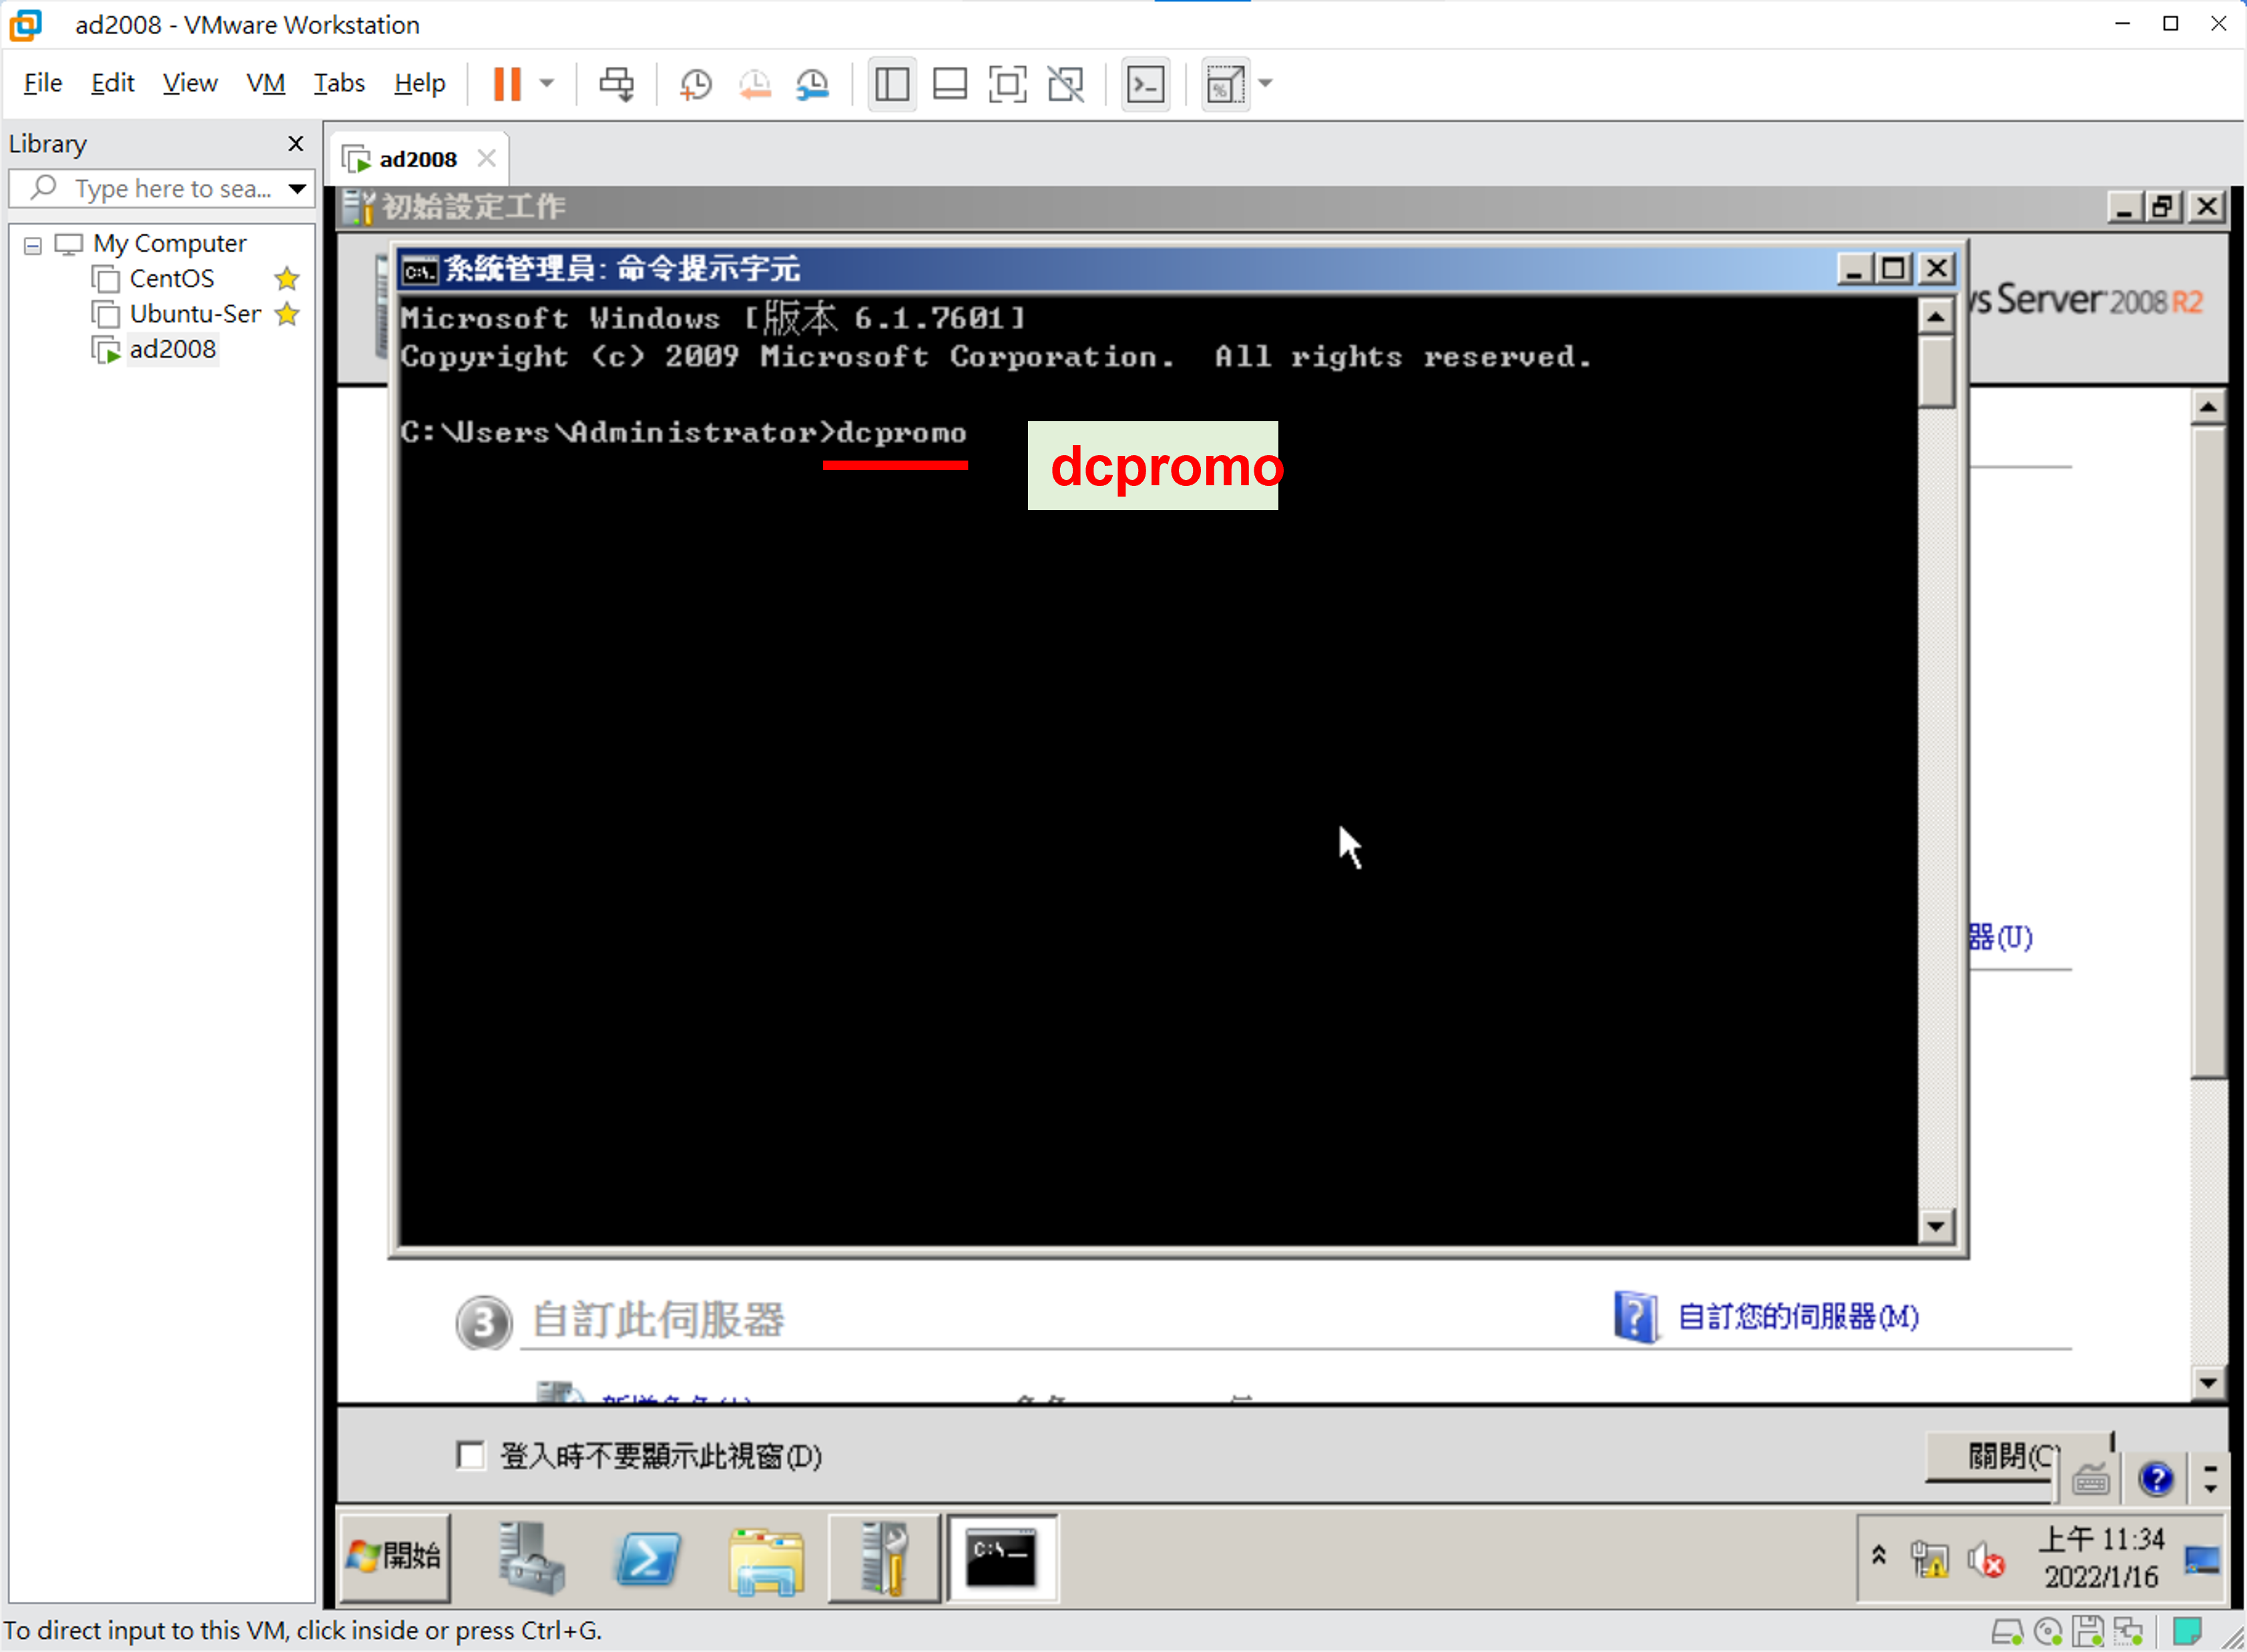 ad2008 - VMware Workstation
File Edit View VM Tabs Help
Library
Type here to sea...
My Computer
CentOS
Ubuntu-Ser
ad2008
ad2008
初始設定工作
系統管理員: 命令提示字元
s Server 2008 R2
Microsoft Windows [版本 6.1.7601]
Copyright (c) 2009 Microsoft Corporation.  All rights reserved.
C:\Users\Administrator>dcpromo
dcpromo
器(U)
3 自訂此伺服器
自訂您的伺服器(M)
登入時不要顯示此視窗(D)
關閉(C
開始
上午 11:34
2022/1/16
To direct input to this VM, click inside or press Ctrl+G.